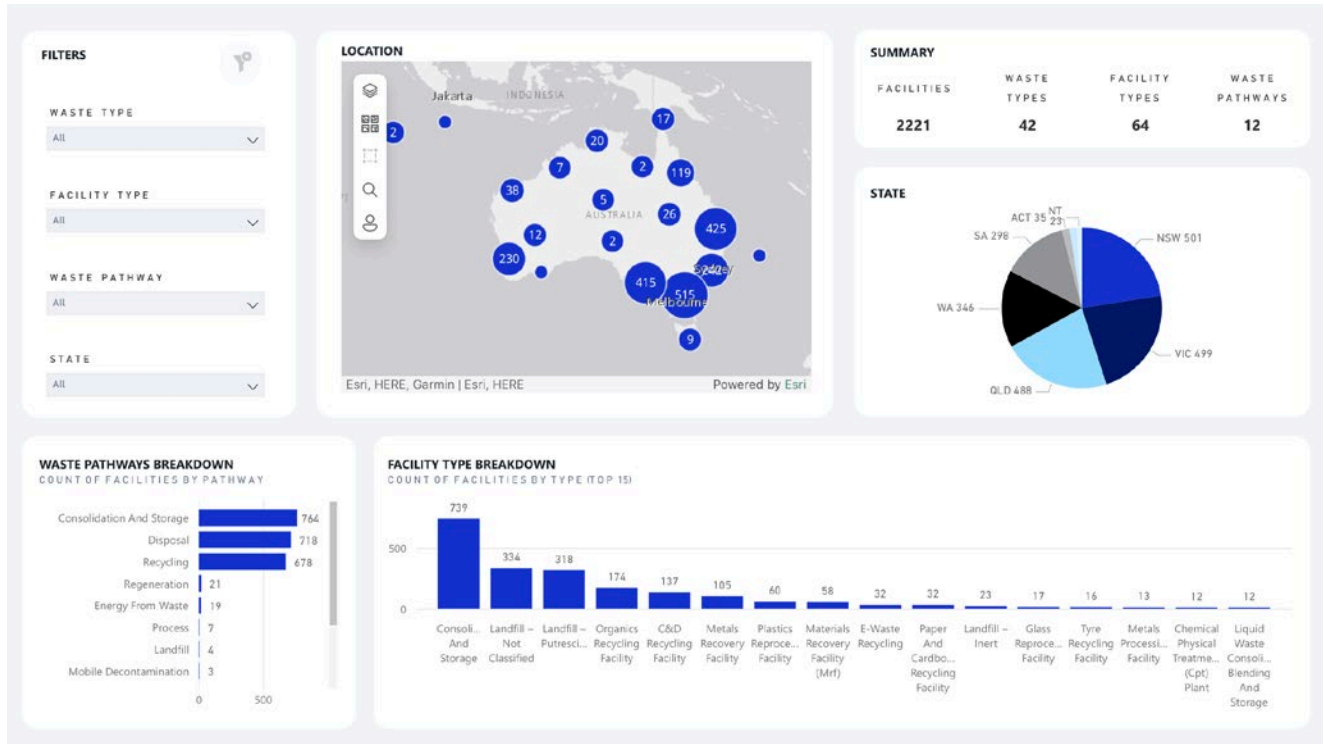 FILTERS
WASTE TYPE
All
FACILITY TYPE
All
WASTE PATHWAY
All
STATE
All
LOCATION
Jakarta
INDONESIA
2
17
20
7
2
119
38
5
AUSTRALIA
26
425
12
2
230
Sydney
242
415
515
Melbourne
9
Esri, HERE, Garmin | Esri, HERE
Powered by Esri
SUMMARY
FACILITIES
2221
WASTE
TYPES
42
FACILITY
TYPES
64
WASTE
PATHWAYS
12
STATE
NT
23
ACT 35
SA 298
NSW 501
WA 346
VIC 499
QLD 488
WASTE PATHWAYS BREAKDOWN
COUNT OF FACILITIES BY PATHWAY
Consolidation And Storage 764
Disposal 718
Recycling 678
Regeneration 21
Energy From Waste 19
Process 7
Landfill 4
Mobile Decontamination 3
0 500
FACILITY TYPE BREAKDOWN
COUNT OF FACILITIES BY TYPE (TOP 15)
500
0
739
334
318
174
137
105
60
58
32
32
23
17
16
13
12
12
Consoli...
And
Storage
Landfill –
Not
Classified
Landfill –
Putresci...
Organics
Recycling
Facility
C&D
Recycling
Facility
Metals
Recovery
Facility
Plastics
Reproce...
Facility
Materials
Recovery
Facility
(Mrf)
E-Waste
Recycling
Paper
And
Cardbo...
Recycling
Facility
Landfill –
Inert
Glass
Reproce...
Facility
Tyre
Recycling
Facility
Metals
Processi...
Facility
Chemical
Physical
Treatme...
(Cpt)
Plant
Liquid
Waste
Consoli...
Blending
And
Storage